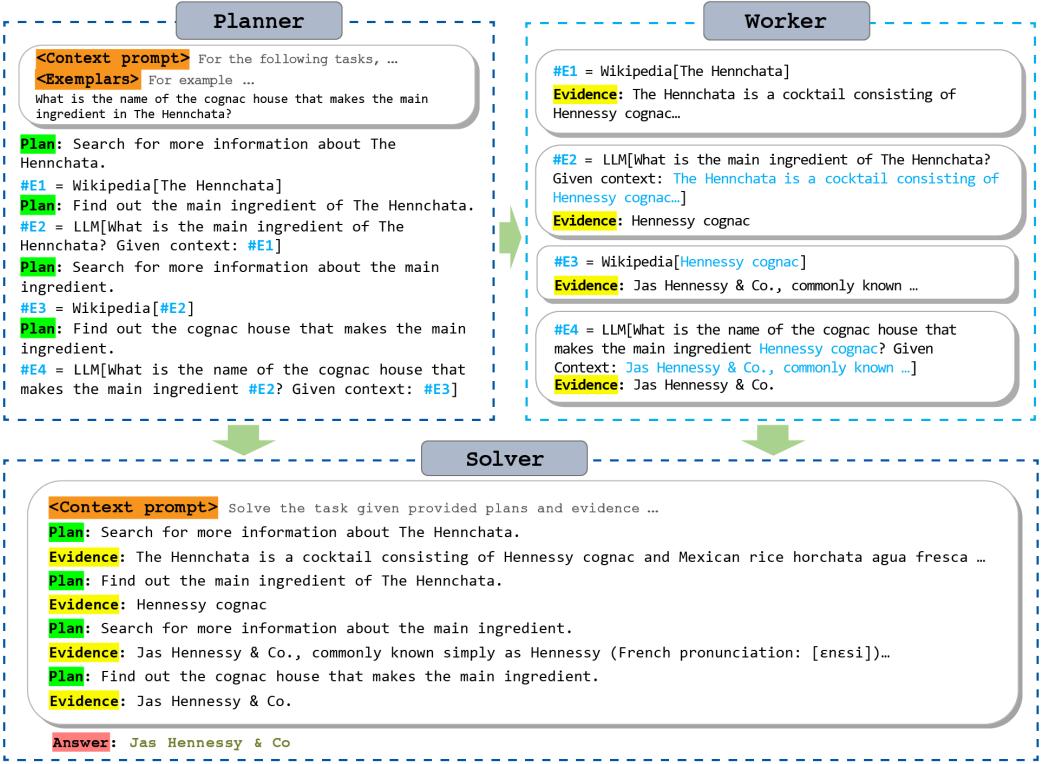 Planner
<Context prompt> For the following tasks, …
<Exemplars> For example …
What is the name of the cognac house that makes the main
ingredient in The Hennchata?
Plan: Search for more information about The
Hennchata.
#E1 = Wikipedia[The Hennchata]
Plan: Find out the main ingredient of The Hennchata.
#E2 = LLM[What is the main ingredient of The
Hennchata? Given context: #E1]
Plan: Search for more information about the main
ingredient.
#E3 = Wikipedia[#E2]
Plan: Find out the cognac house that makes the main
ingredient.
#E4 = LLM[What is the name of the cognac house that
makes the main ingredient #E2? Given context: #E3]
Worker
#E1 = Wikipedia[The Hennchata]
Evidence: The Hennchata is a cocktail consisting of
Hennessy cognac…
#E2 = LLM[What is the main ingredient of The Hennchata?
Given context: The Hennchata is a cocktail consisting of
Hennessy cognac…]
Evidence: Hennessy cognac
#E3 = Wikipedia[Hennessy cognac]
Evidence: Jas Hennessy & Co., commonly known …
#E4 = LLM[What is the name of the cognac house that
makes the main ingredient Hennessy cognac? Given
Context: Jas Hennessy & Co., commonly known …]
Evidence: Jas Hennessy & Co.
Solver
<Context prompt> Solve the task given provided plans and evidence …
Plan: Search for more information about The Hennchata.
Evidence: The Hennchata is a cocktail consisting of Hennessy cognac and Mexican rice horchata agua fresca …
Plan: Find out the main ingredient of The Hennchata.
Evidence: Hennessy cognac
Plan: Search for more information about the main ingredient.
Evidence: Jas Hennessy & Co., commonly known simply as Hennessy (French pronunciation: [ɛnɛsi])…
Plan: Find out the cognac house that makes the main ingredient.
Evidence: Jas Hennessy & Co.
Answer: Jas Hennessy & Co